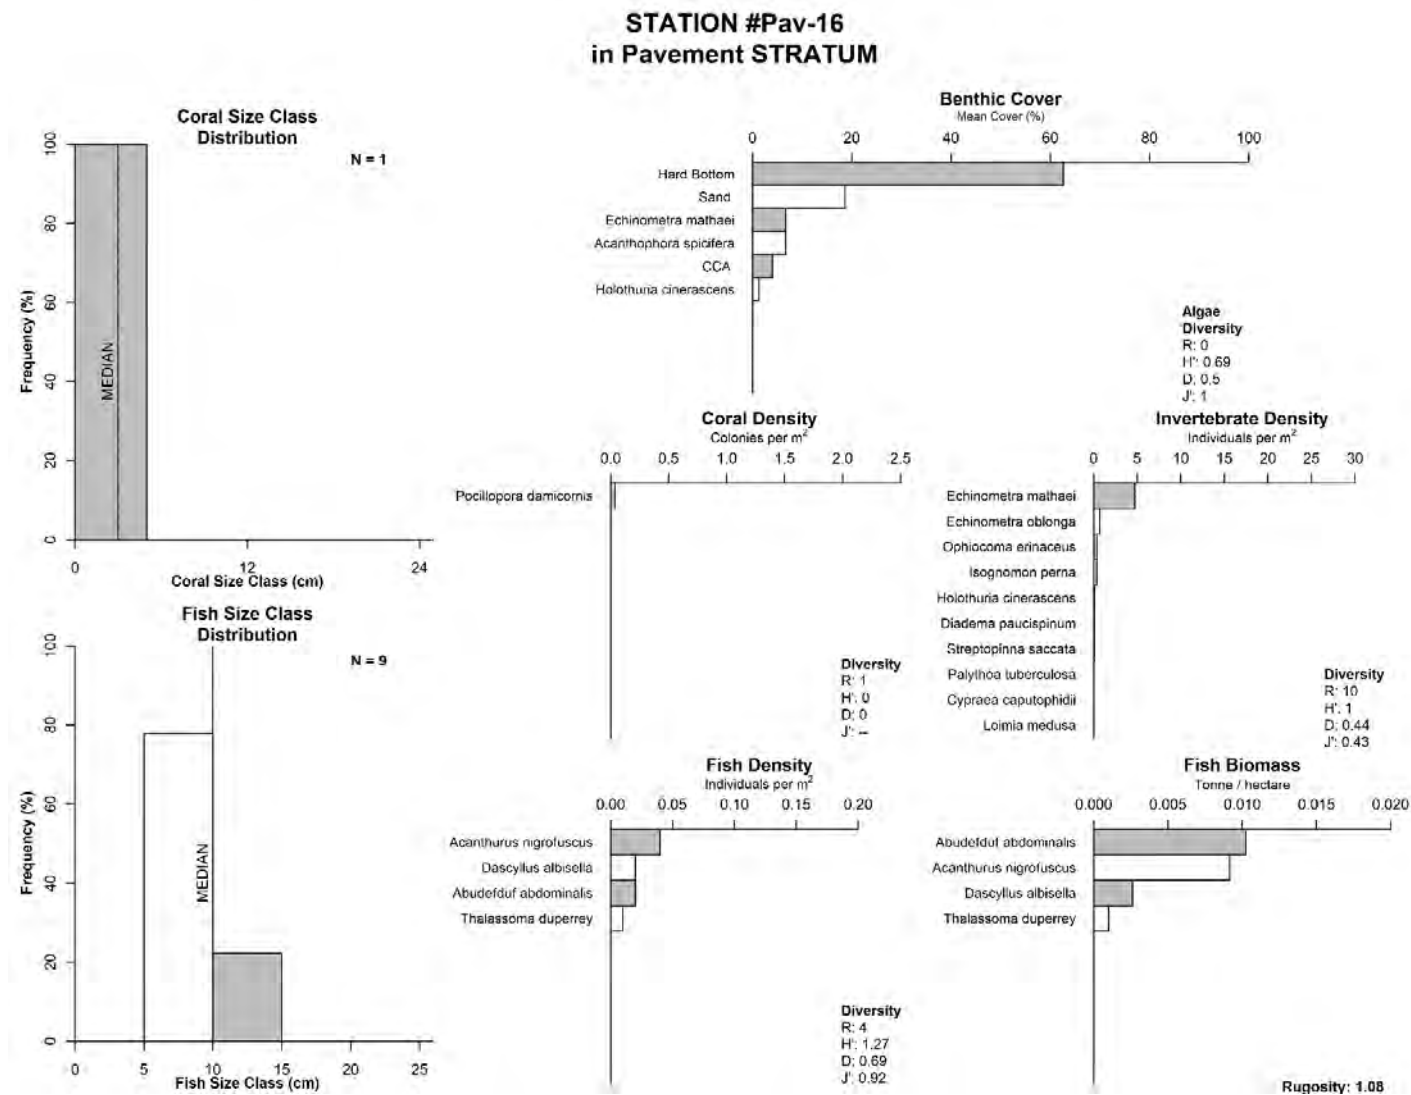 STATION #Pav-16
in Pavement STRATUM
Coral Size Class
Distribution
N = 1
Frequency (%)
0
20
40
60
80
100
MEDIAN
0
12
24
Coral Size Class (cm)
Benthic Cover
Mean Cover (%)
0
20
40
60
80
100
Hard Bottom
Sand
Echinometra mathaei
Acanthophora spicifera
CCA
Holothuria cinerascens
Algae
Diversity
R: 0
H': 0.69
D: 0.5
J': 1
Coral Density
Colonies per m²
0.0
0.5
1.0
1.5
2.0
2.5
Pocillopora damicornis
Diversity
R: 1
H': 0
D: 0
J': --
Invertebrate Density
Individuals per m²
0
5
10
15
20
25
30
Echinometra mathaei
Echinometra oblonga
Ophiocoma erinaceus
Isognomon perna
Holothuria cinerascens
Diadema paucispinum
Streptopinna saccata
Palythoa tuberculosa
Cypraea caputophidii
Loimia medusa
Diversity
R: 10
H': 1
D: 0.44
J': 0.43
Fish Size Class
Distribution
N = 9
Frequency (%)
0
20
40
60
80
100
MEDIAN
0
5
10
15
20
25
Fish Size Class (cm)
Fish Density
Individuals per m²
0.00
0.05
0.10
0.15
0.20
Acanthurus nigrofuscus
Dascyllus albisella
Abudefduf abdominalis
Thalassoma duperrey
Diversity
R: 4
H': 1.27
D: 0.69
J': 0.92
Fish Biomass
Tonne / hectare
0.000
0.005
0.010
0.015
0.020
Abudefduf abdominalis
Acanthurus nigrofuscus
Dascyllus albisella
Thalassoma duperrey
Rugosity: 1.08